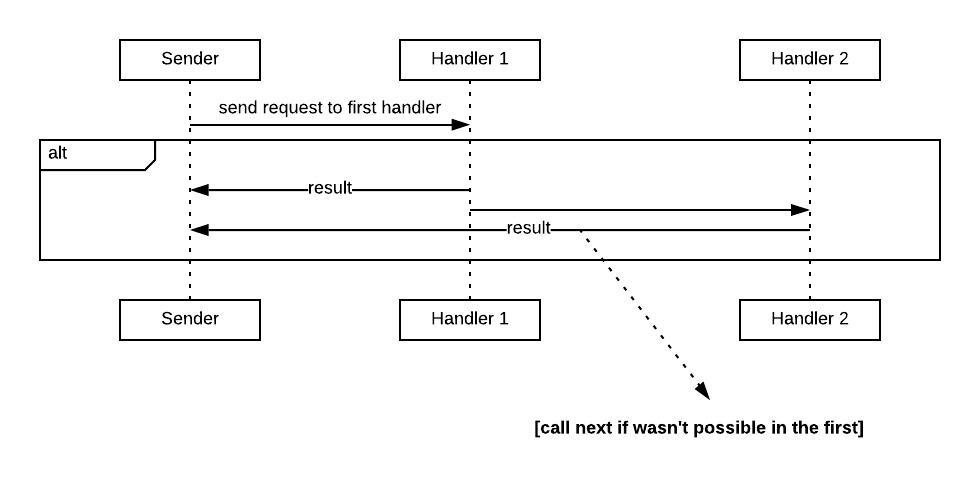 Sender
Handler 1
Handler 2
send request to first handler
alt
result
result
Sender
Handler 1
Handler 2
[call next if wasn't possible in the first]